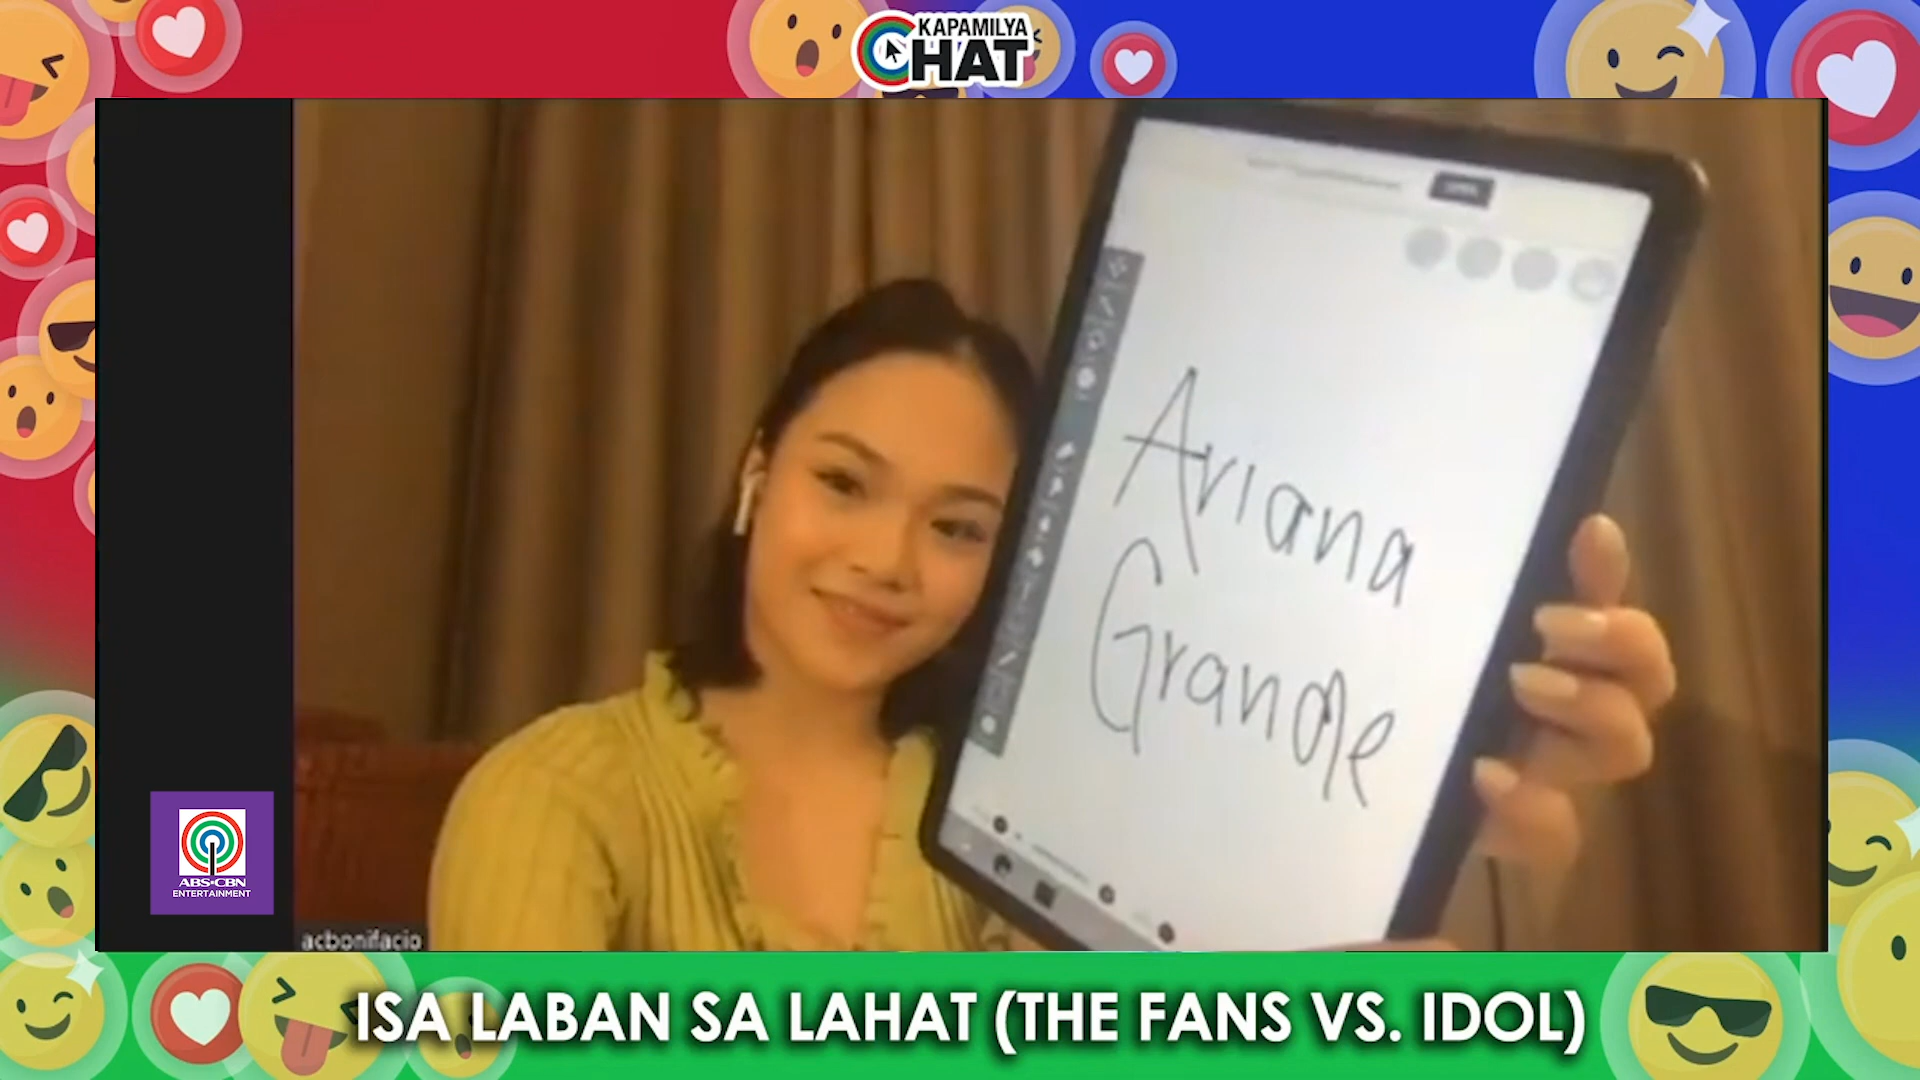 KAPAMILYA
CHAT
Ariana
Grande
ABS-CBN
ENTERTAINMENT
acbonifacio
ISA LABAN SA LAHAT (THE FANS VS. IDOL)